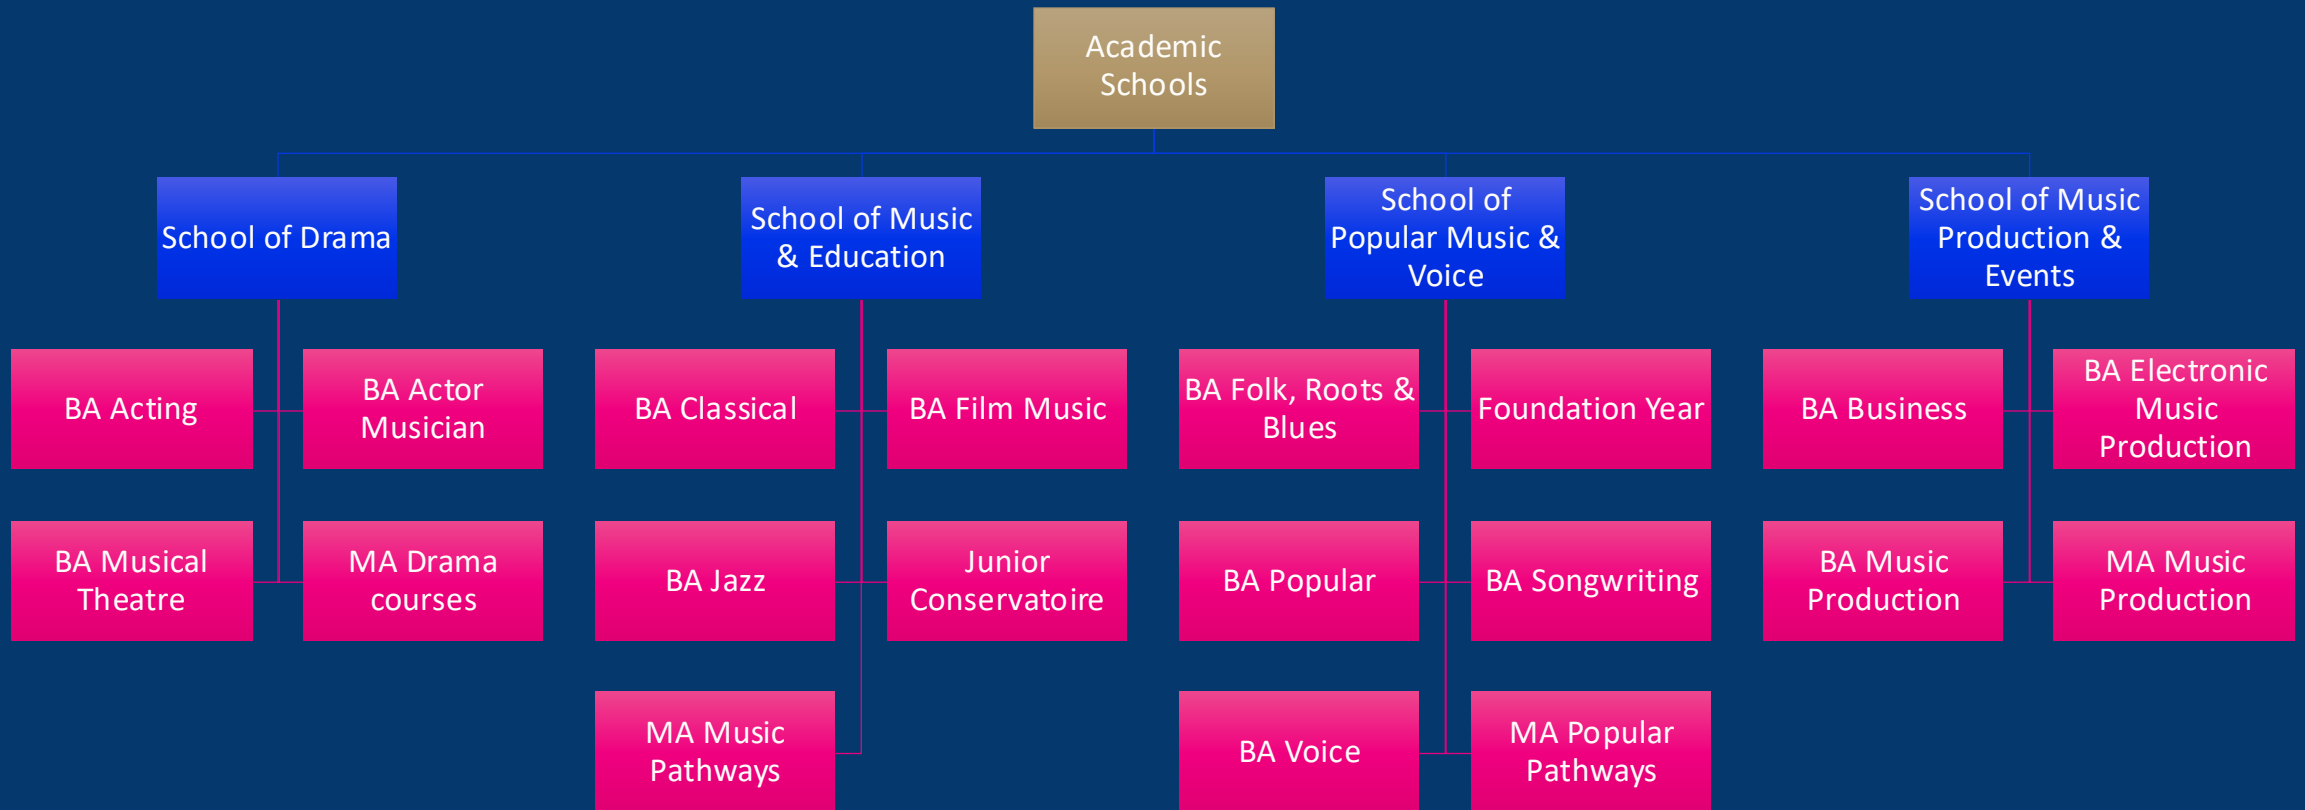 Academic
Schools
School of Drama
School of Music
& Education
School of
Popular Music &
Voice
School of Music
Production &
Events
BA Acting
BA Actor
Musician
BA Classical
BA Film Music
BA Folk, Roots &
Blues
Foundation Year
BA Business
BA Electronic
Music
Production
BA Musical
Theatre
MA Drama
courses
BA Jazz
Junior
Conservatoire
BA Popular
BA Songwriting
BA Music
Production
MA Music
Production
MA Music
Pathways
BA Voice
MA Popular
Pathways